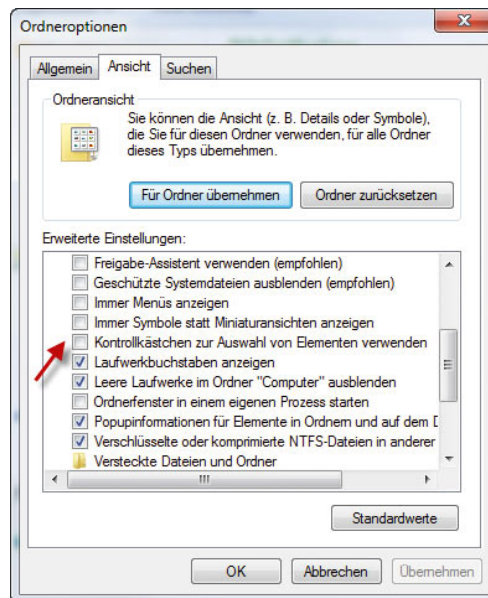 Ordneroptionen
Allgemein Ansicht Suchen
Ordneransicht
Sie können die Ansicht (z. B. Details oder Symbole),
die Sie für diesen Ordner verwenden, für alle Ordner
dieses Typs übernehmen.
Für Ordner übernehmen Ordner zurücksetzen
Erweiterte Einstellungen:
Freigabe-Assistent verwenden (empfohlen)
Geschützte Systemdateien ausblenden (empfohlen)
Immer Menüs anzeigen
Immer Symbole statt Miniaturansichten anzeigen
Kontrollkästchen zur Auswahl von Elementen verwenden
Laufwerkbuchstaben anzeigen
Leere Laufwerke im Ordner "Computer" ausblenden
Ordnerfenster in einem eigenen Prozess starten
Popupinformationen für Elemente in Ordnern und auf dem
Verschlüsselte oder komprimierte NTFS-Dateien in anderer
Versteckte Dateien und Ordner
Standardwerte
OK Abbrechen Übernehmen